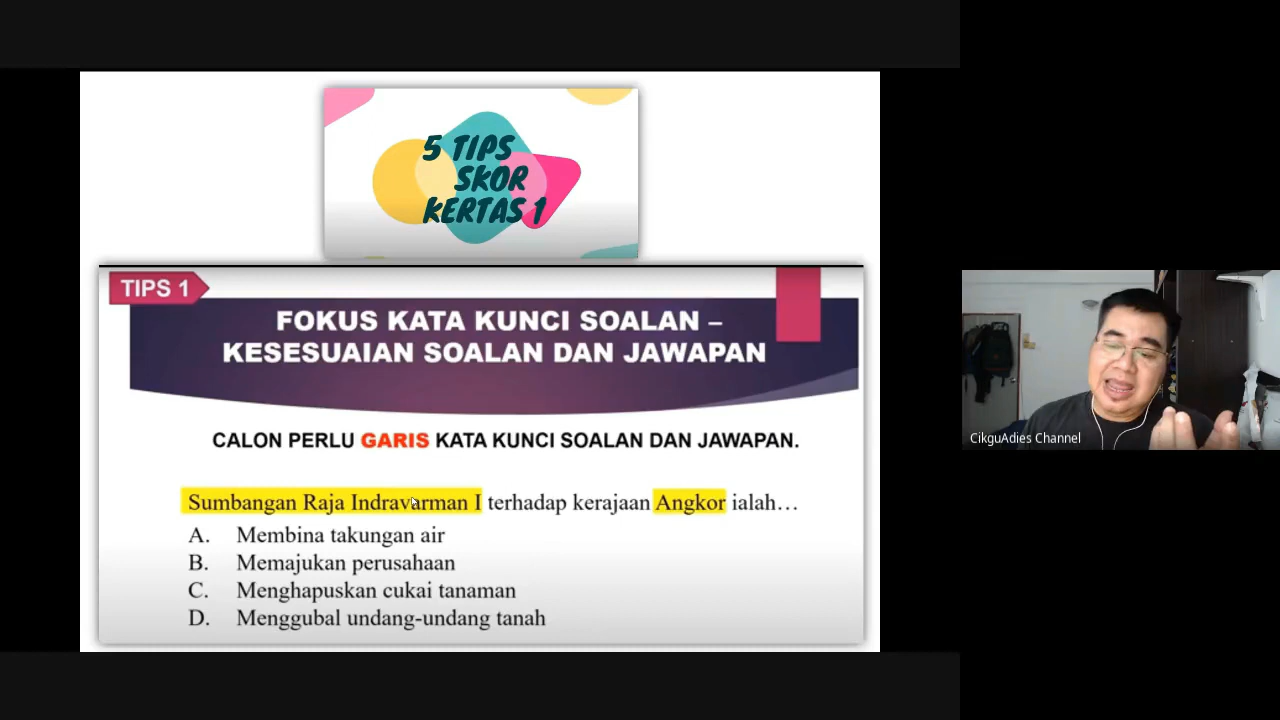 5 TIPS
SKOR
KERTAS 1
TIPS 1
FOKUS KATA KUNCI SOALAN –
KESESUAIAN SOALAN DAN JAWAPAN
CALON PERLU GARIS KATA KUNCI SOALAN DAN JAWAPAN.
Sumbangan Raja Indravarman I terhadap kerajaan Angkor ialah…
A. Membina takungan air
B. Memajukan perusahaan
C. Menghapuskan cukai tanaman
D. Menggubal undang-undang tanah
CikguAdies Channel